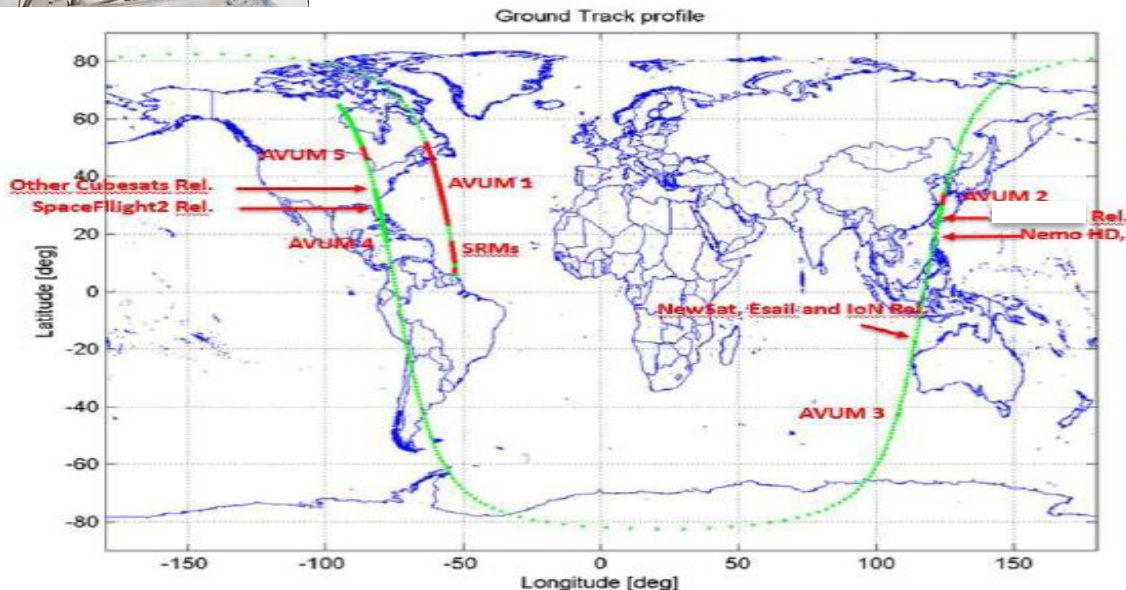 Ground Track profile
80
60
40
20
0
-20
-40
-60
-80
Latitude [deg]
AVUM 5
Other Cubesats Rel.
SpaceFllight2 Rel.
AVUM 4
AVUM 1
SRMs
AVUM 2
Rel.
Nemo HD,
NewSat, Esail and IoN Rel.
AVUM 3
-150
-100
-50
0
50
100
150
Longitude [deg]